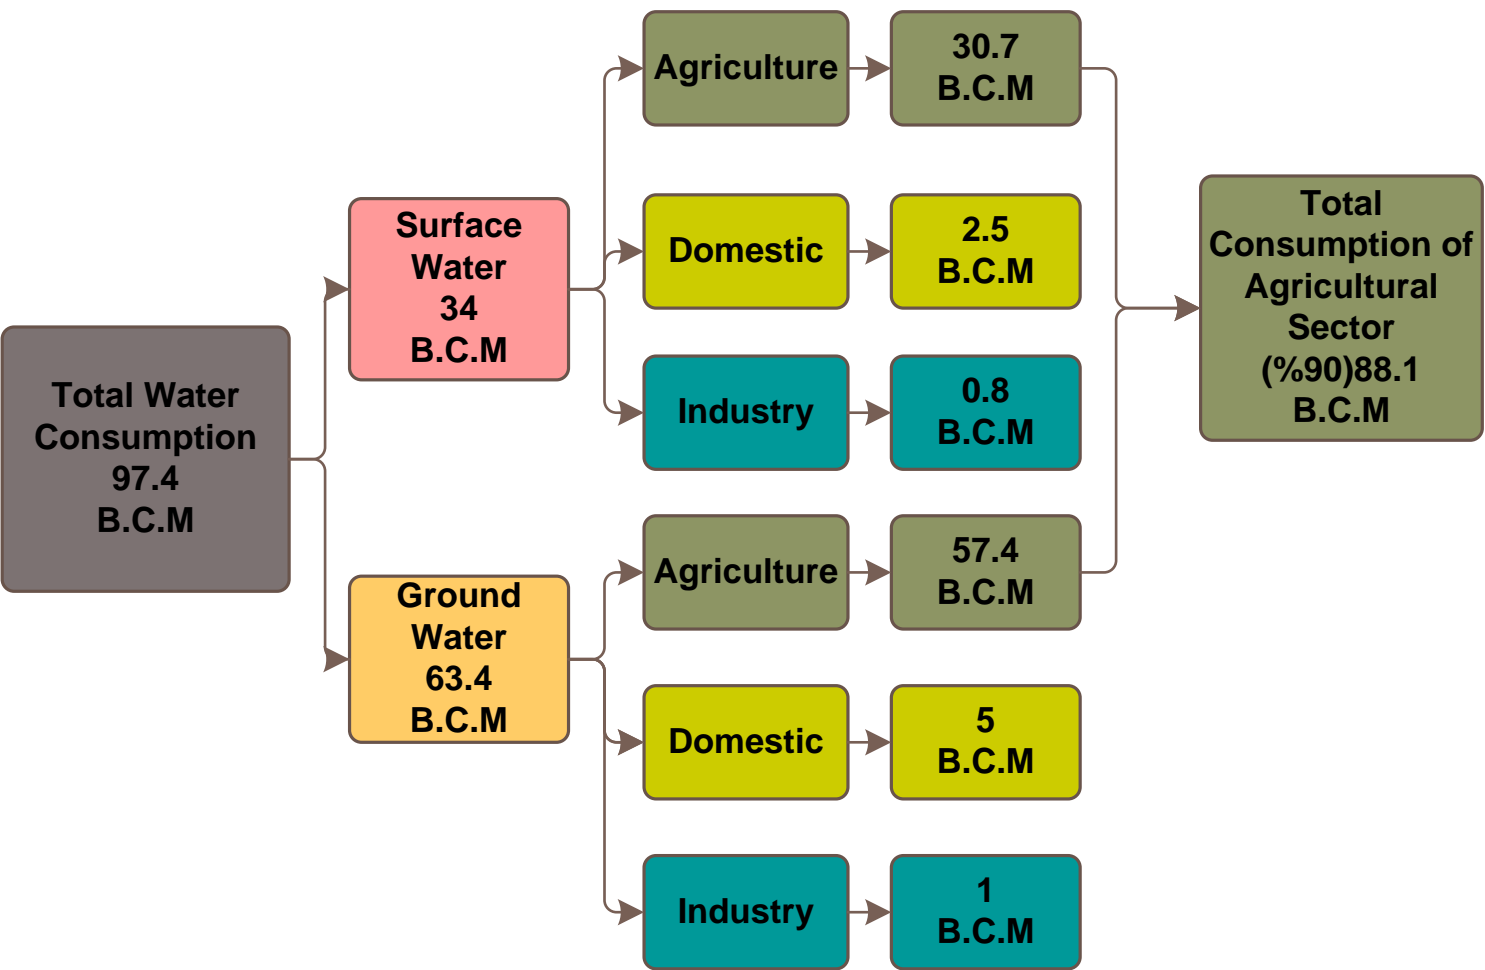 Total Water
Consumption
97.4
B.C.M
Surface
Water
34
B.C.M
Agriculture
30.7
B.C.M
Domestic
2.5
B.C.M
Industry
0.8
B.C.M
Ground
Water
63.4
B.C.M
Agriculture
57.4
B.C.M
Domestic
5
B.C.M
Industry
1
B.C.M
Total
Consumption of
Agricultural
Sector
(%90)88.1
B.C.M